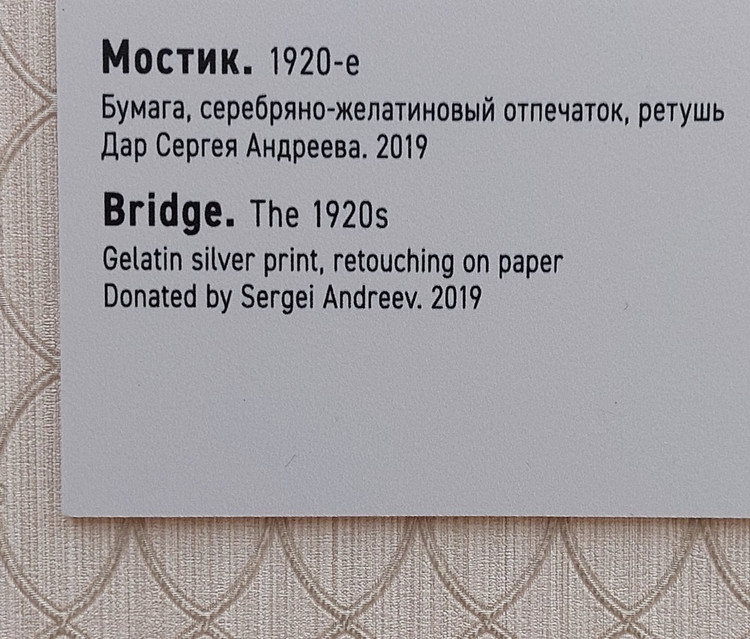 Мостик. 1920-е
Бумага, серебряно-желатиновый отпечаток, ретушь
Дар Сергея Андреева. 2019
Bridge. The 1920s
Gelatin silver print, retouching on paper
Donated by Sergei Andreev. 2019